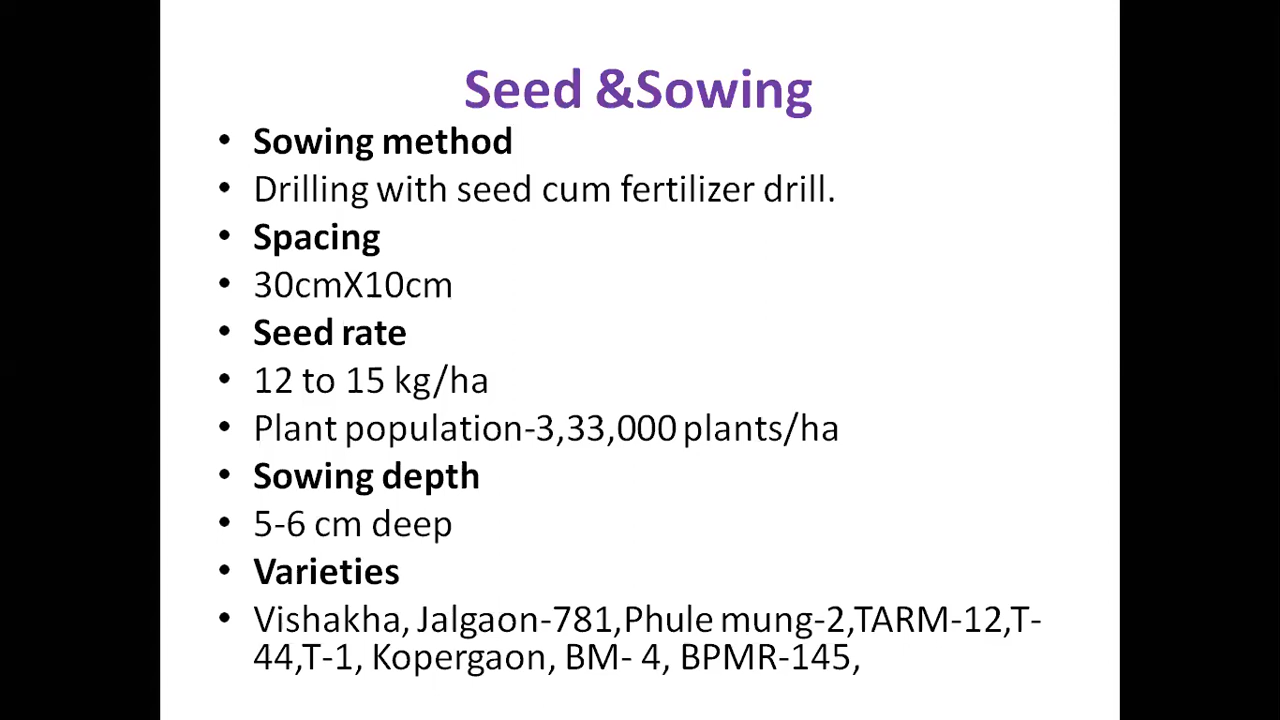 Seed &Sowing
• Sowing method
• Drilling with seed cum fertilizer drill.
• Spacing
• 30cmX10cm
• Seed rate
• 12 to 15 kg/ha
• Plant population-3,33,000 plants/ha
• Sowing depth
• 5-6 cm deep
• Varieties
• Vishakha, Jalgaon-781,Phule mung-2,TARM-12,T-
44,T-1, Kopergaon, BM- 4, BPMR-145,